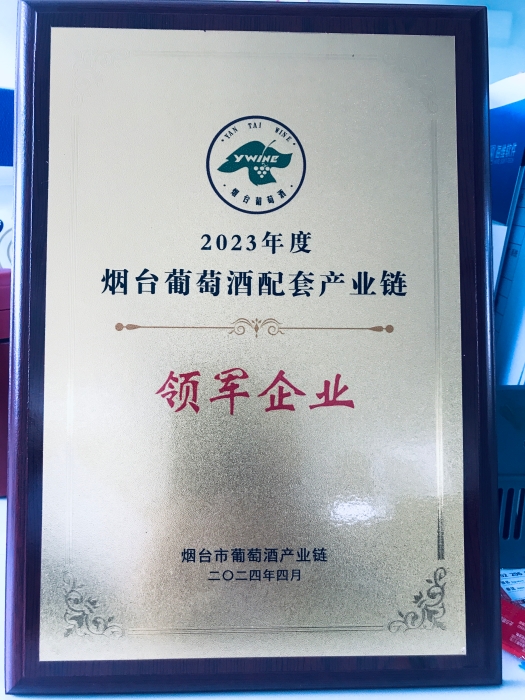 · YAN TAI WINE ·
YWINE
烟台葡萄酒
2023年度
烟台葡萄酒配套产业链
领军企业
烟台市葡萄酒产业链
二〇二四年四月